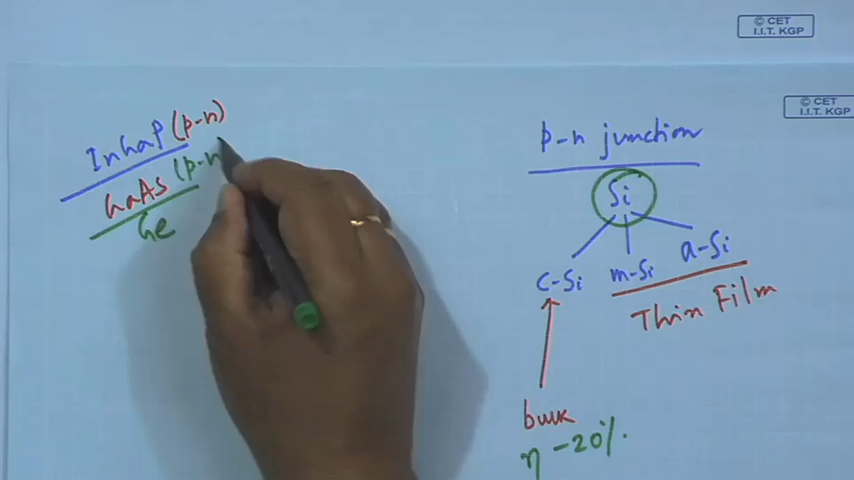 © CET
I.I.T. KGP
© CET
I.I.T. KGP
InGaP (p-n)
GaAs (p-n
Ge
p-n junction
Si
c-Si m-Si a-Si
Thin Film
bulk
η - 20%.